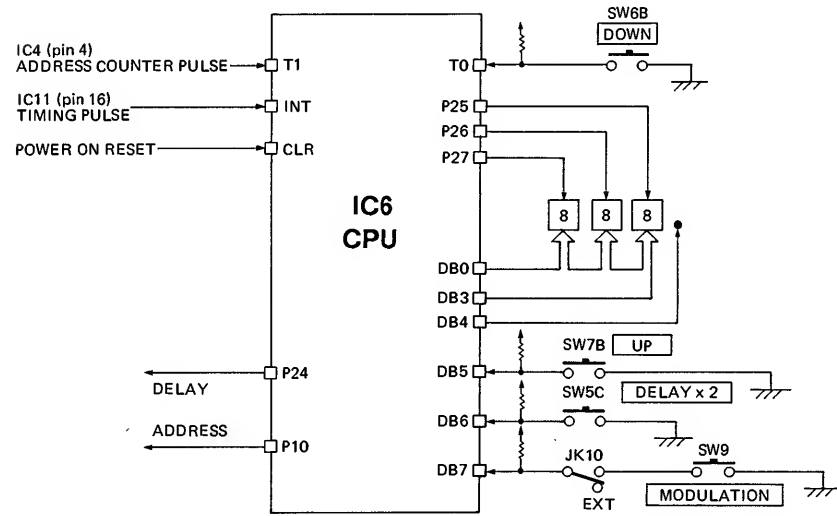 SW6B
DOWN
IC4 (pin 4)
ADDRESS COUNTER PULSE
T1
T0
IC11 (pin 16)
TIMING PULSE
INT
P25
P26
POWER ON RESET
CLR
P27
IC6
CPU
8 8 8
DB0
DB3
DB4
SW7B
UP
P24
DB5
DELAY
SW5C
DELAY x 2
ADDRESS
DB6
P10
JK10
SW9
DB7
EXT
MODULATION